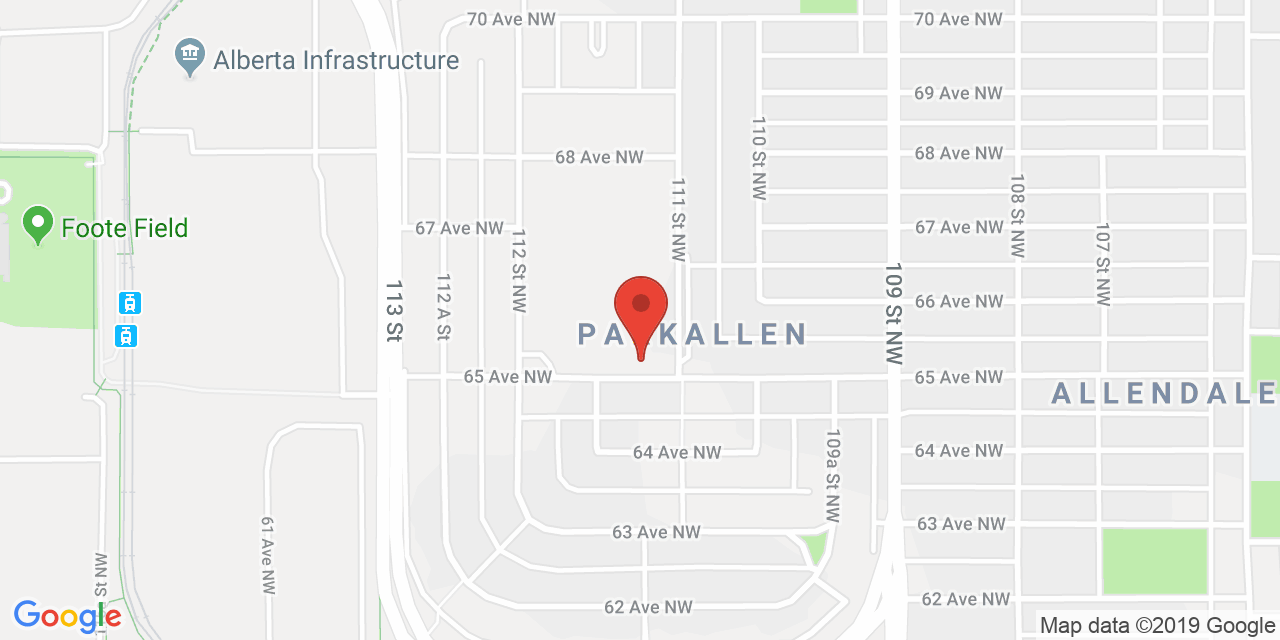 70 Ave NW
70 Ave NW
Alberta Infrastructure
69 Ave NW
110 St NW
68 Ave NW
68 Ave NW
111 St NW
108 St NW
Foote Field
67 Ave NW
67 Ave NW
112 St NW
107 St NW
113 St
112 A St
109 St NW
66 Ave NW
65 Ave NW
65 Ave NW
ALLENDALE
109a St NW
64 Ave NW
64 Ave NW
61 Ave NW
63 Ave NW
63 Ave NW
St NW
62 Ave NW
62 Ave NW
Google
Map data ©2019 Google